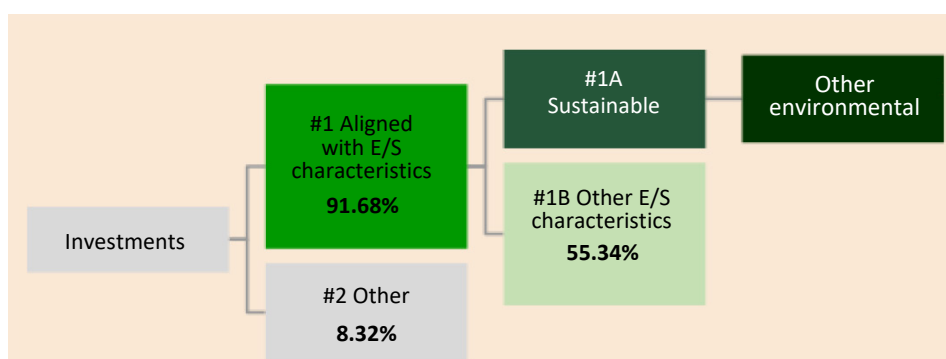 Investments
#1 Aligned
with E/S
characteristics
91.68%
#2 Other
8.32%
#1A
Sustainable
#1B Other E/S
characteristics
55.34%
Other
environmental